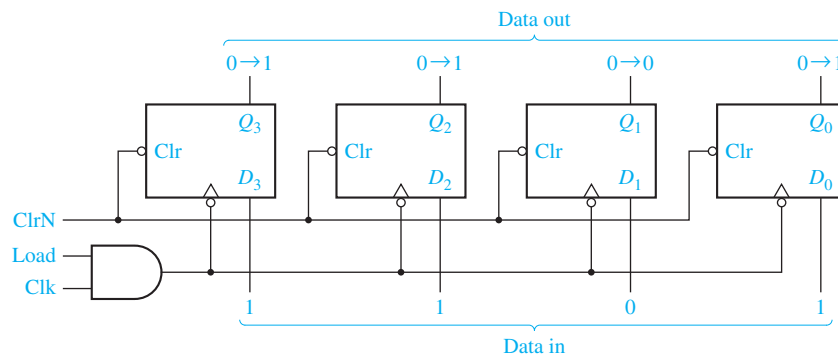 Data out
0→1 0→1 0→0 0→1
Q₃ Q₂ Q₁ Q₀
Clr Clr Clr Clr
D₃ D₂ D₁ D₀
ClrN
Load
Clk
1 1 0 1
Data in